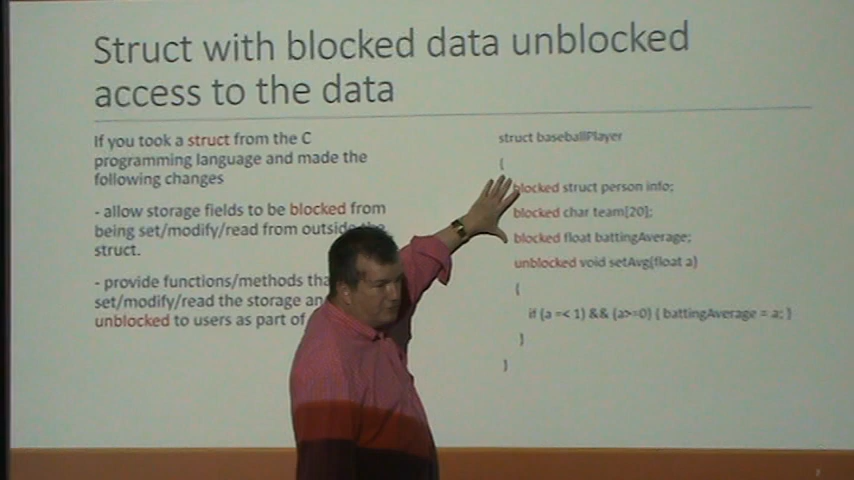 Struct with blocked data unblocked
access to the data
If you took a struct from the C
programming language and made the
following changes
- allow storage fields to be blocked from
being set/modify/read from outside the
struct.
- provide functions/methods
set/modify/read the storage
unblocked to users as part of
struct baseballPlayer
{
blocked struct person info;
blocked char team[20];
blocked float battingAverage;
unblocked void setAvg(float a)
{
if (a =< 1) && (a>=0) { battingAverage = a; }
}
}